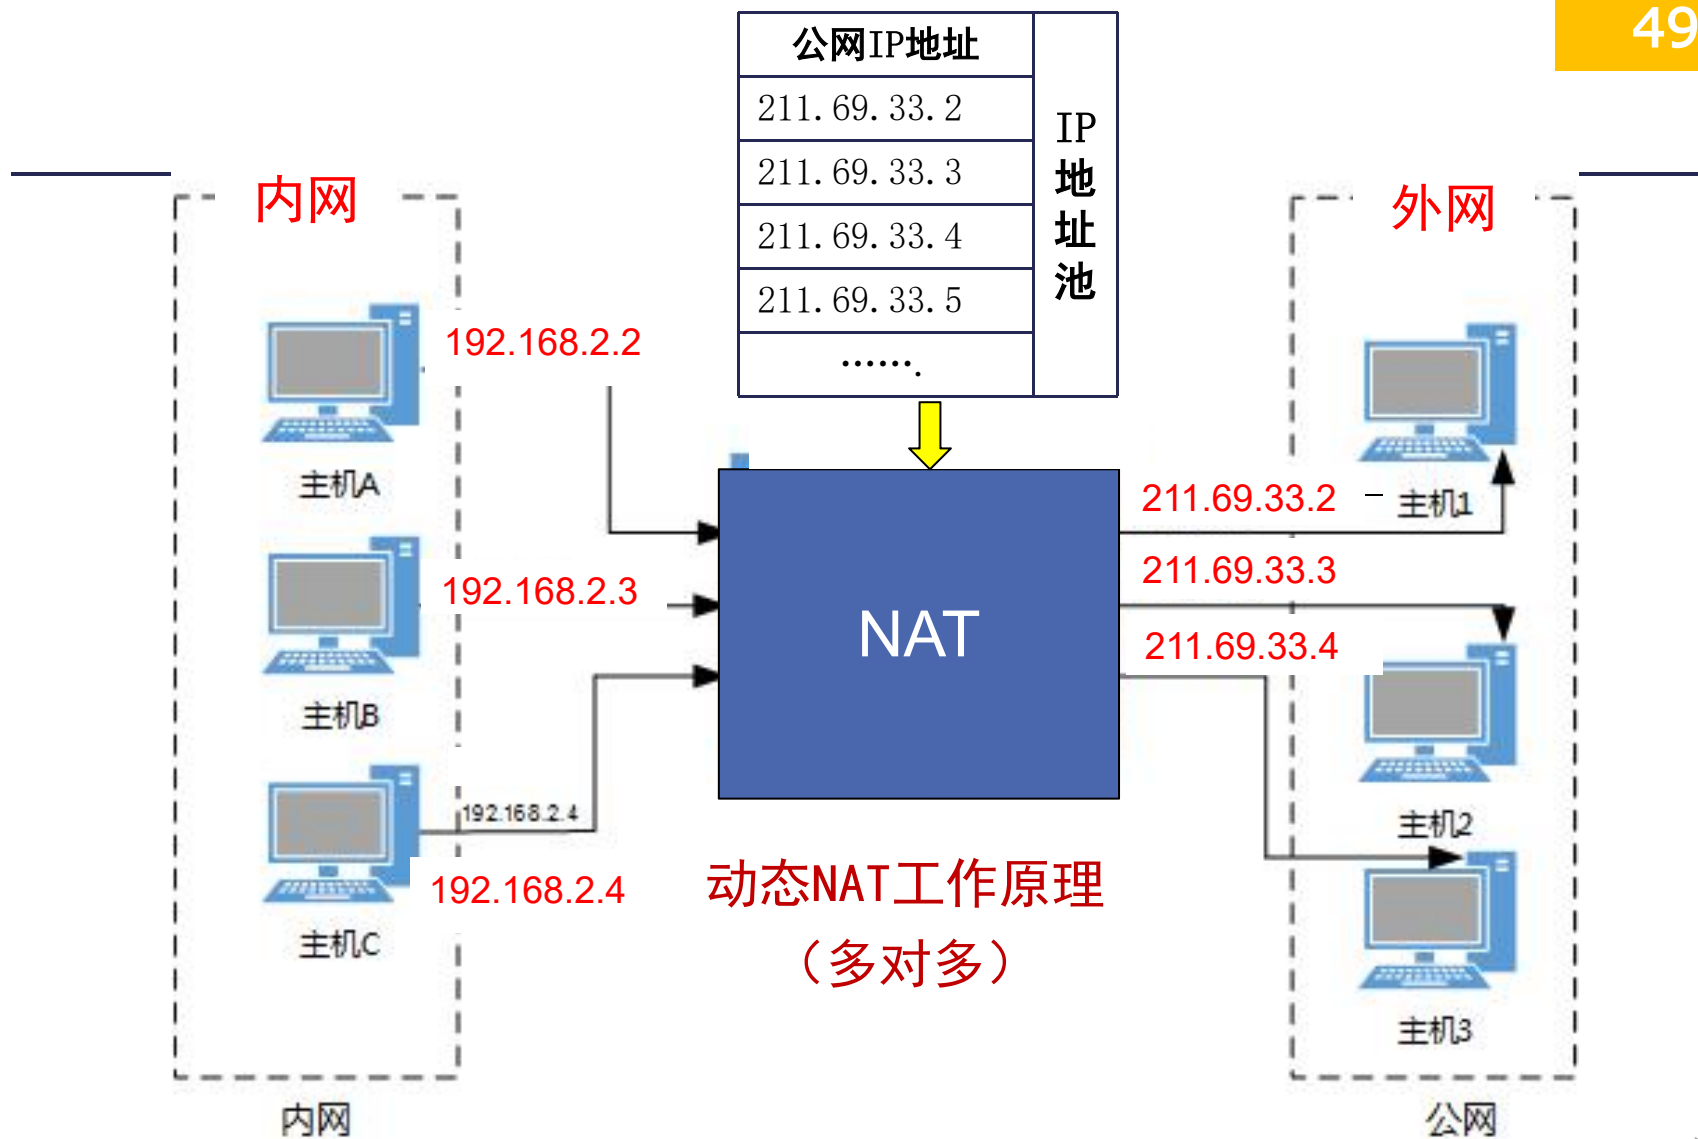 49
公网IP地址
211.69.33.2
211.69.33.3
211.69.33.4
211.69.33.5
…….
IP地址池
内网
192.168.2.2
主机A
192.168.2.3
主机B
192.168.2.4
192.168.2.4
主机C
内网
NAT
动态NAT工作原理
（多对多）
外网
211.69.33.2
主机1
211.69.33.3
211.69.33.4
主机2
主机3
公网